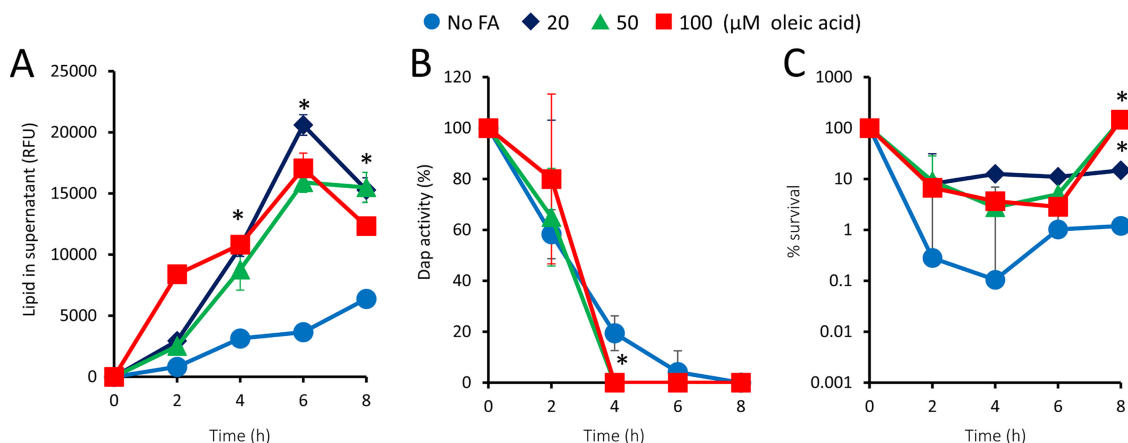 No FA 20 50 100 (μM oleic acid)
A B C
Lipid in supernatant (RFU)
25000
20000
15000
10000
5000
0
0 2 4 6 8
Time (h)
* * *
Dap activity (%)
120
100
80
60
40
20
0
0 2 4 6 8
Time (h)
*
% survival
1000
100
10
1
0.1
0.01
0.001
0 2 4 6 8
Time (h)
*
*